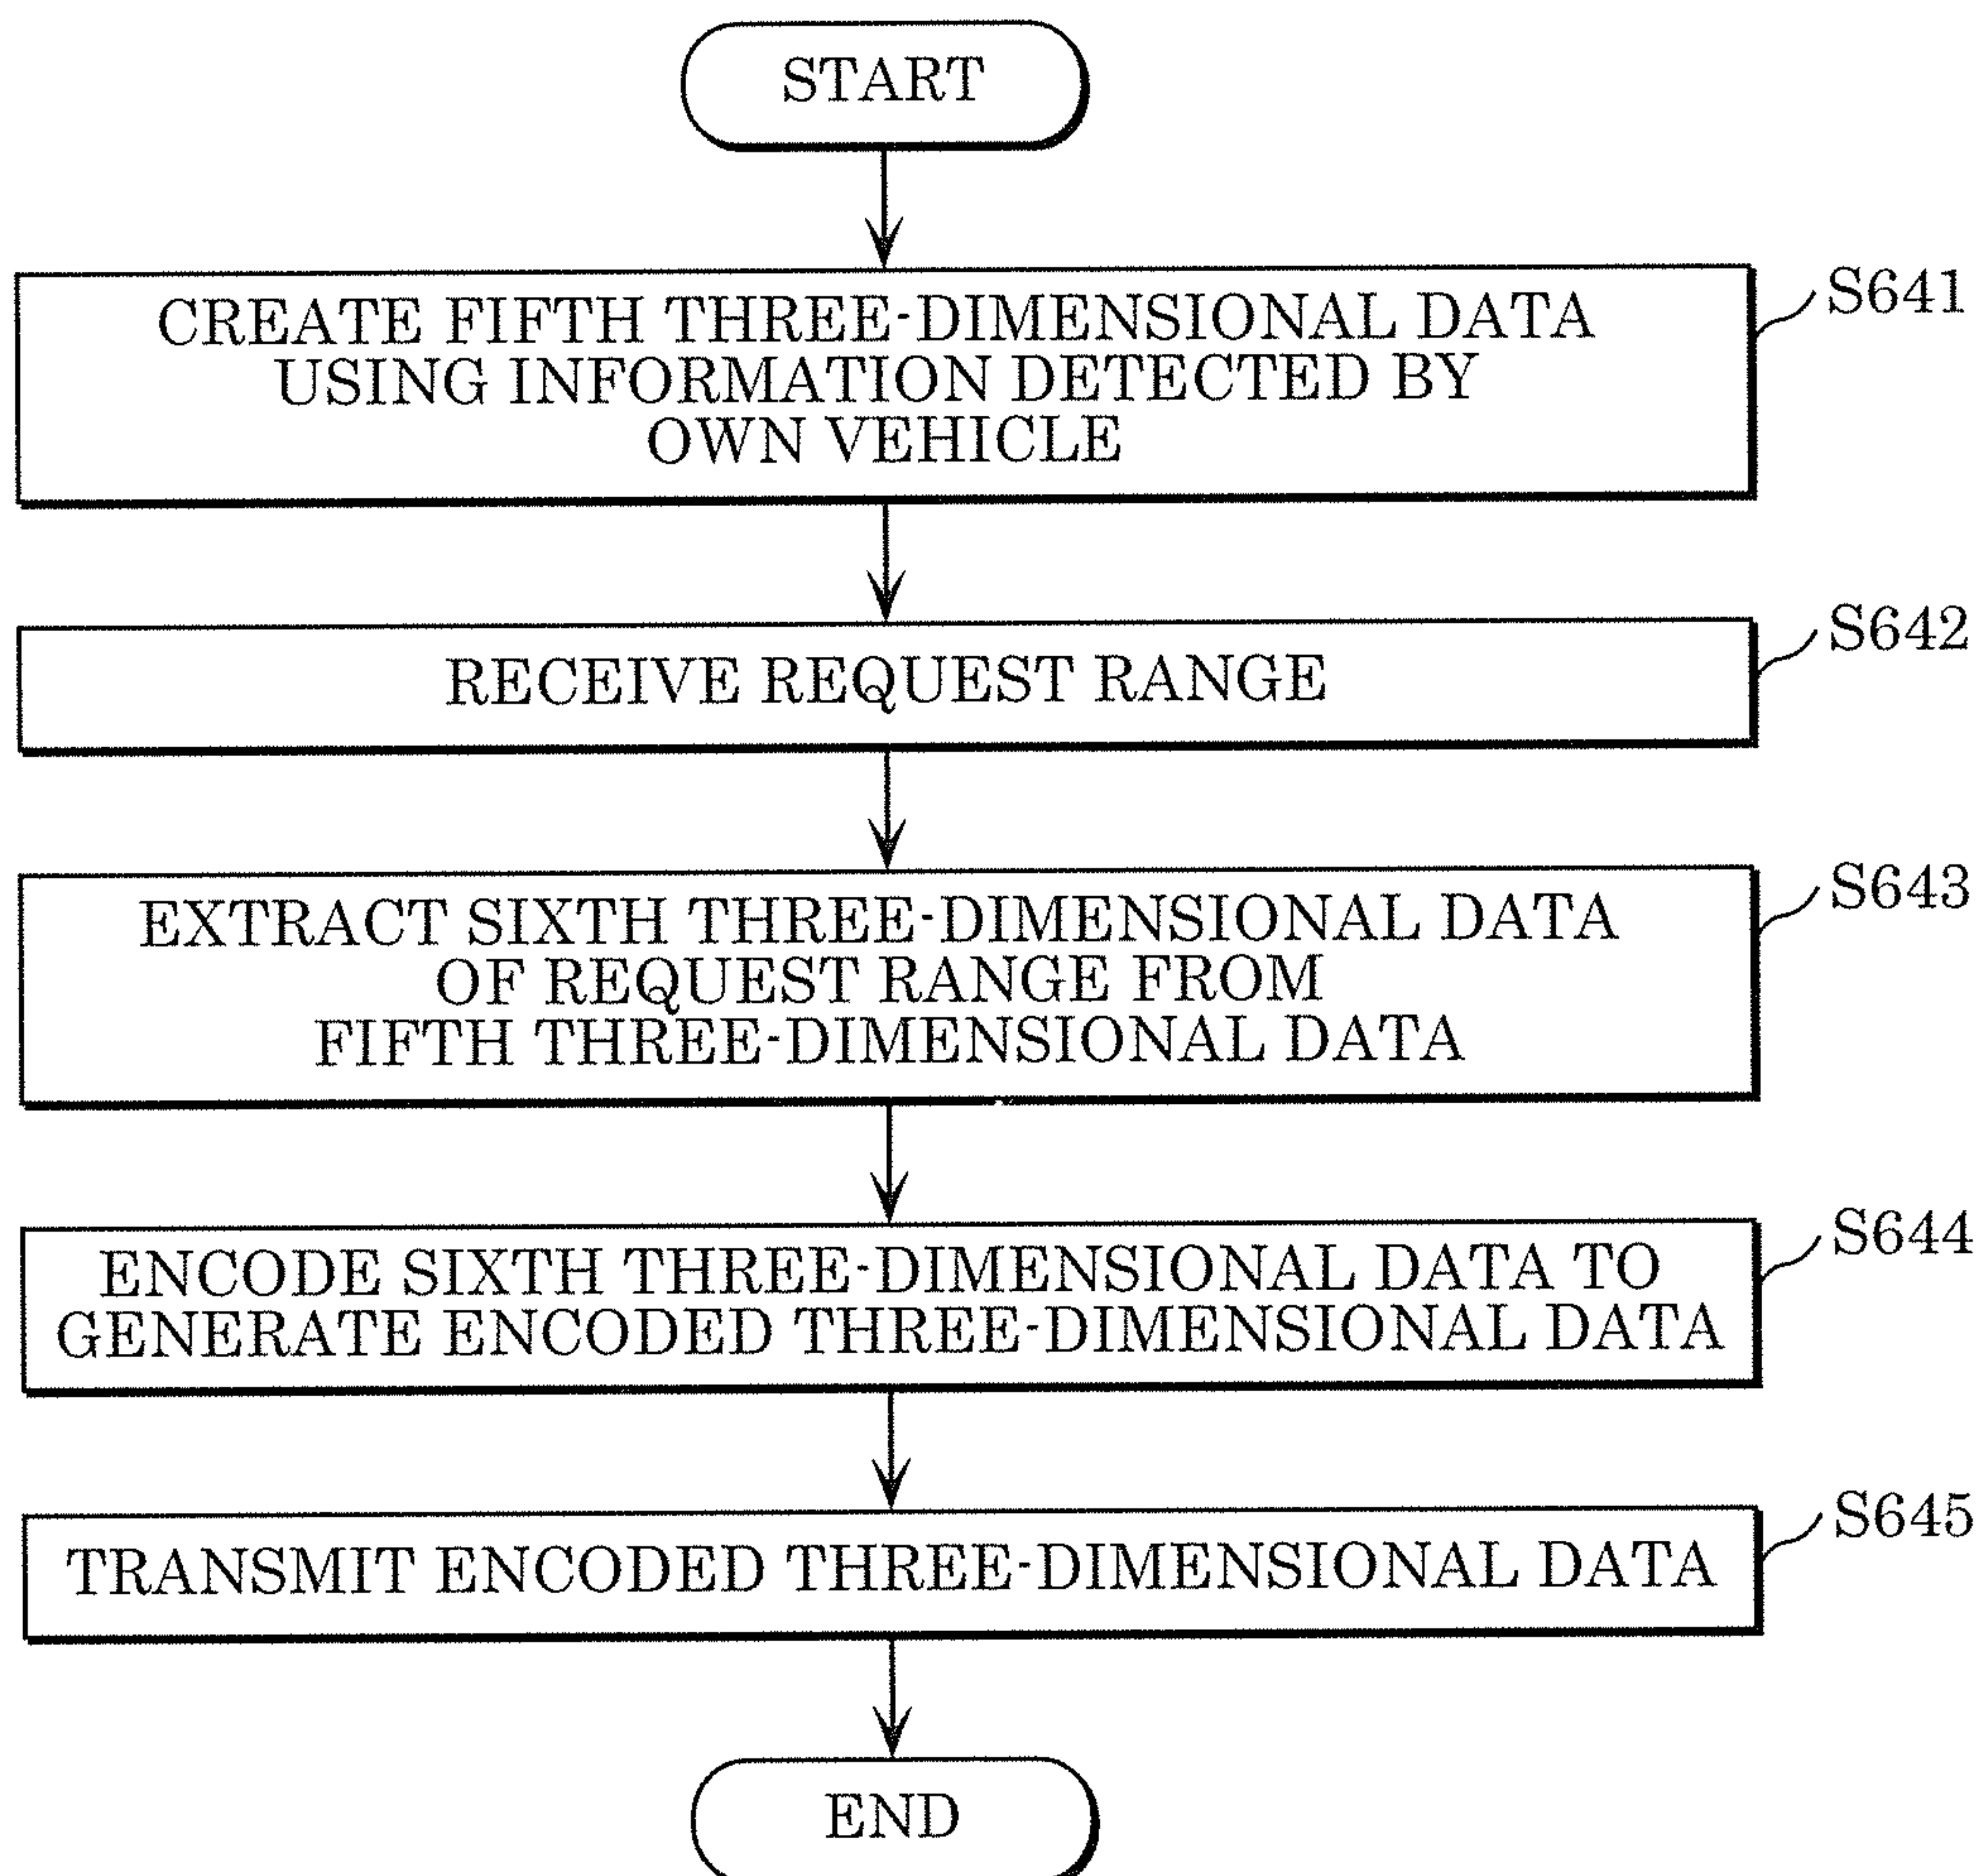 START
CREATE FIFTH THREE-DIMENSIONAL DATA
USING INFORMATION DETECTED BY
OWN VEHICLE
S641
RECEIVE REQUEST RANGE
S642
EXTRACT SIXTH THREE-DIMENSIONAL DATA
OF REQUEST RANGE FROM
FIFTH THREE-DIMENSIONAL DATA
S643
ENCODE SIXTH THREE-DIMENSIONAL DATA TO
GENERATE ENCODED THREE-DIMENSIONAL DATA
S644
TRANSMIT ENCODED THREE-DIMENSIONAL DATA
S645
END